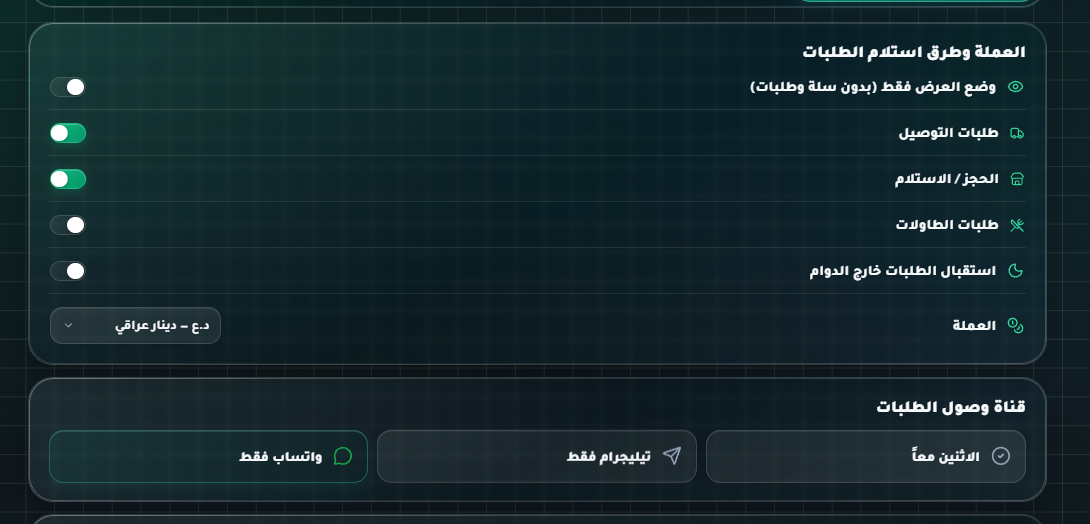 العملة وطرق استلام الطلبات
وضع العرض فقط (بدون سلة وطلبات)
طلبات التوصيل
الحجز / الاستلام
طلبات الطاولات
استقبال الطلبات خارج الدوام
العملة
د.ع – دينار عراقي
قناة وصول الطلبات
الاثنين معاً
تيليجرام فقط
واتساب فقط